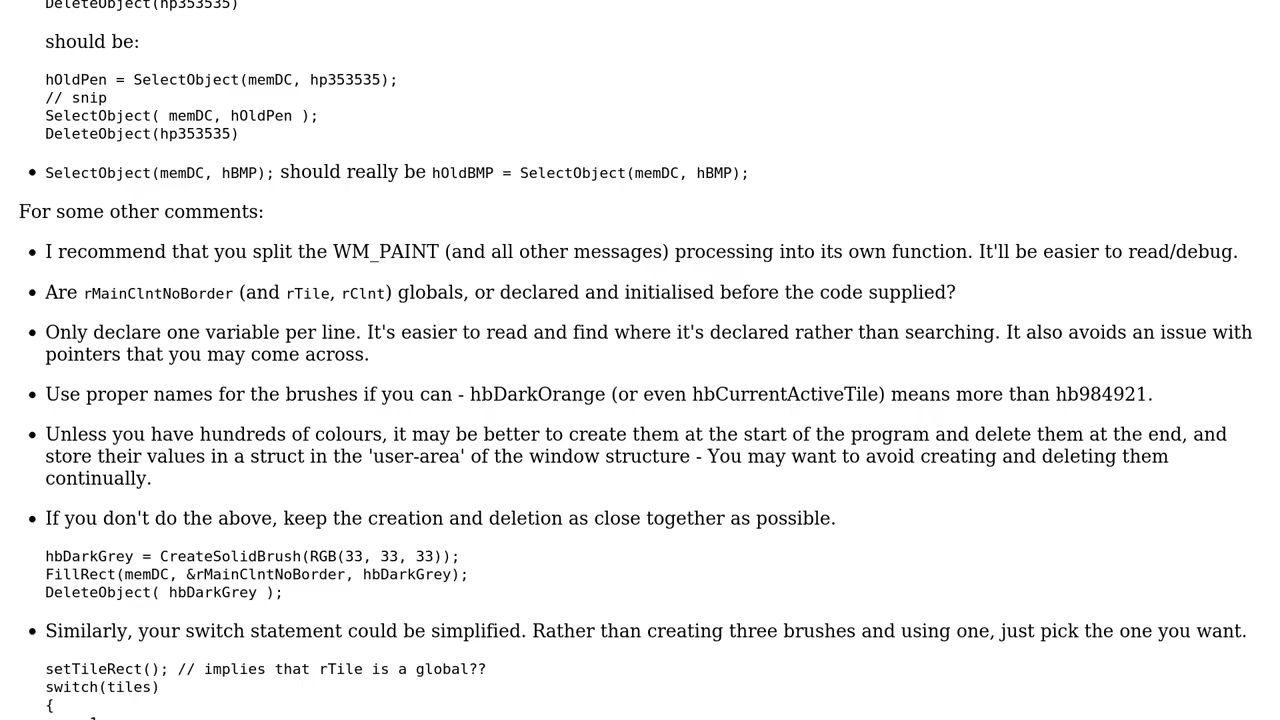 DeleteObject(hp353535)
should be:
hOldPen = SelectObject(memDC, hp353535);
// snip
SelectObject( memDC, hOldPen );
DeleteObject(hp353535)
• SelectObject(memDC, hBMP); should really be hOldBMP = SelectObject(memDC, hBMP);
For some other comments:
• I recommend that you split the WM_PAINT (and all other messages) processing into its own function. It'll be easier to read/debug.
• Are rMainClntNoBorder (and rTile, rClnt) globals, or declared and initialised before the code supplied?
• Only declare one variable per line. It's easier to read and find where it's declared rather than searching. It also avoids an issue with
pointers that you may come across.
• Use proper names for the brushes if you can - hbDarkOrange (or even hbCurrentActiveTile) means more than hb984921.
• Unless you have hundreds of colours, it may be better to create them at the start of the program and delete them at the end, and
store their values in a struct in the 'user-area' of the window structure - You may want to avoid creating and deleting them
continually.
• If you don't do the above, keep the creation and deletion as close together as possible.
hbDarkGrey = CreateSolidBrush(RGB(33, 33, 33));
FillRect(memDC, &rMainClntNoBorder, hbDarkGrey);
DeleteObject( hbDarkGrey );
• Similarly, your switch statement could be simplified. Rather than creating three brushes and using one, just pick the one you want.
setTileRect(); // implies that rTile is a global??
switch(tiles)
{